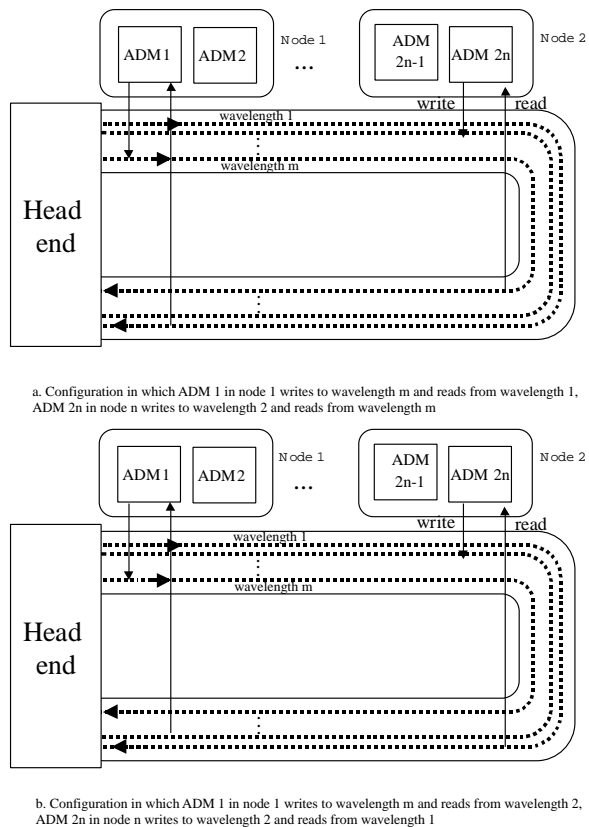 Node 1
Node 2
ADM1
ADM2
...
ADM
2n-1
ADM 2n
write
read
wavelength 1
wavelength m
Head
end
a. Configuration in which ADM 1 in node 1 writes to wavelength m and reads from wavelength 1,
ADM 2n in node n writes to wavelength 2 and reads from wavelength m
Node 1
Node 2
ADM1
ADM2
...
ADM
2n-1
ADM 2n
write
read
wavelength 1
wavelength m
Head
end
b. Configuration in which ADM 1 in node 1 writes to wavelength m and reads from wavelength 2,
ADM 2n in node n writes to wavelength 2 and reads from wavelength 1